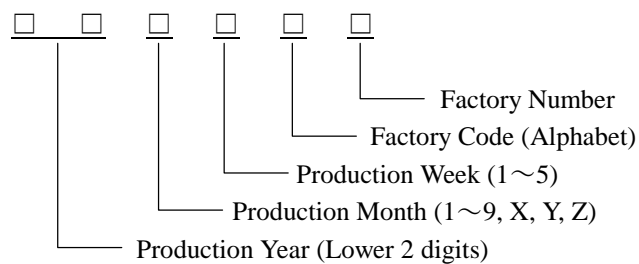 □ □ □ □ □ □
Factory Number
Factory Code (Alphabet)
Production Week (1～5)
Production Month (1～9, X, Y, Z)
Production Year (Lower 2 digits)